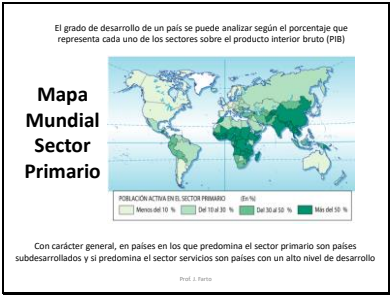 El grado de desarrollo de un país se puede analizar según el porcentaje que
representa cada uno de los sectores sobre el producto interior bruto (PIB)
Mapa
Mundial
Sector
Primario
POBLACIÓN ACTIVA EN EL SECTOR PRIMARIO (En %)
Menos del 10 % Del 10 al 30 % Del 30 al 50 % Más del 50 %
Con carácter general, en países en los que predomina el sector primario son países
subdesarrollados y si predomina el sector servicios son países con un alto nivel de desarrollo
Prof. J. Farto